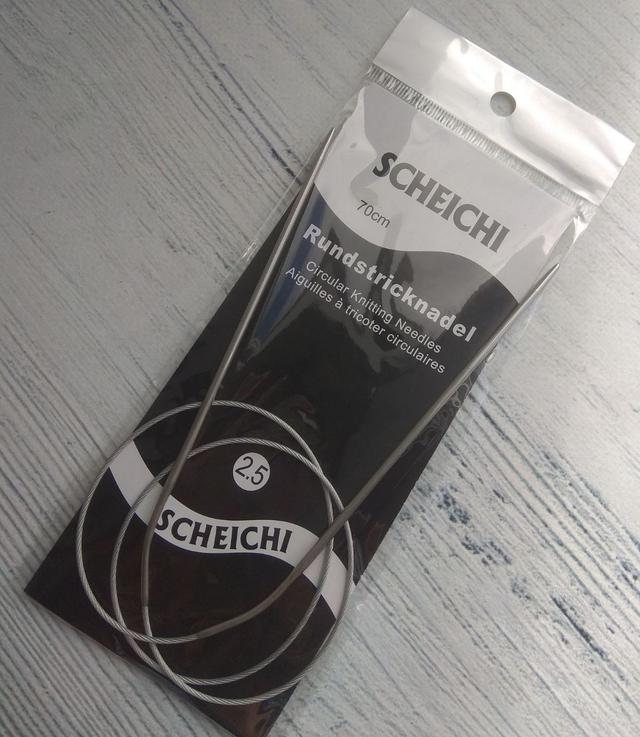 SCHEICHI
70cm
Rundstricknadel
Circular Knitting Needles
Aiguilles à tricoter circulaires
2.5
SCHEICHI